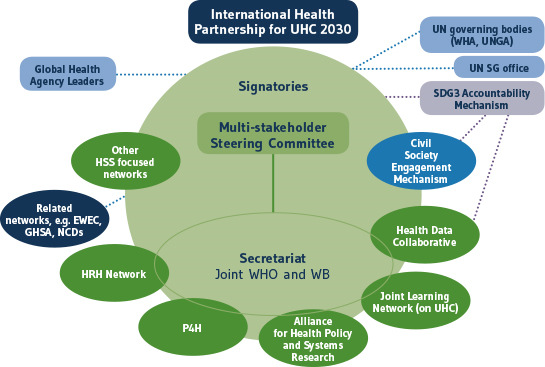 International Health
Partnership for UHC 2030
UN governing bodies
(WHA, UNGA)
UN SG office
Global Health
Agency Leaders
SDG3 Accountability
Mechanism
Signatories
Multi-stakeholder
Steering Committee
Other
HSS focused
networks
Civil
Society
Engagement
Mechanism
Related
networks, e.g. EWEC,
GHSA, NCDs
Health Data
Collaborative
Secretariat
Joint WHO and WB
HRH Network
Joint Learning
Network (on UHC)
P4H
Alliance
for Health Policy
and Systems
Research